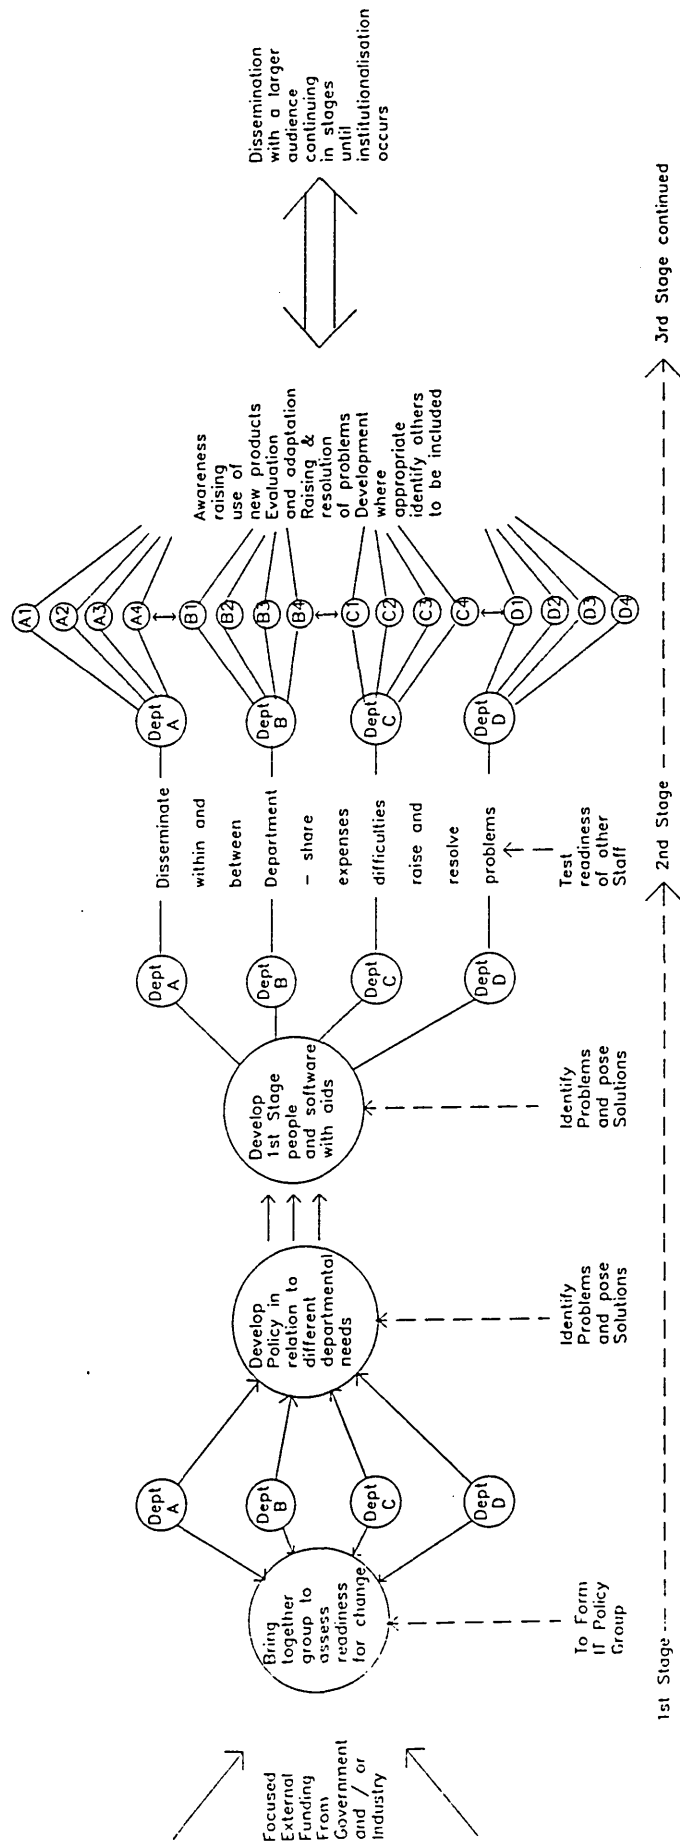 Focused
External
Funding
From
Government
and / or
Industry
Bring
together
group to
assess
readiness
for change
To Form
IT Policy
Group
Dept
A
Dept
B
Dept
C
Dept
D
Develop
Policy in
relation to
different
departmental
needs
Identify
Problems
and pose
Solutions
Develop
1st Stage
people
and software
with aids
Identify
Problems
and pose
Solutions
Dept
A
Dept
B
Dept
C
Dept
D
Disseminate
within and
between
Department
- share
expenses
difficulties
raise and
resolve
problems
Test
readiness
of other
Staff
Dept
A
Dept
B
Dept
C
Dept
D
A1
A2
A3
A4
B1
B2
B3
B4
C1
C2
C3
C4
D1
D2
D3
D4
Awareness
raising
use of
new products
Evaluation
and adaptation
Raising &
resolution
of problems
Development
where
appropriate
identify others
to be included
Dissemination
with a larger
audience
continuing
in stages
until
institutionalisation
occurs
1st Stage
2nd Stage
3rd Stage continued